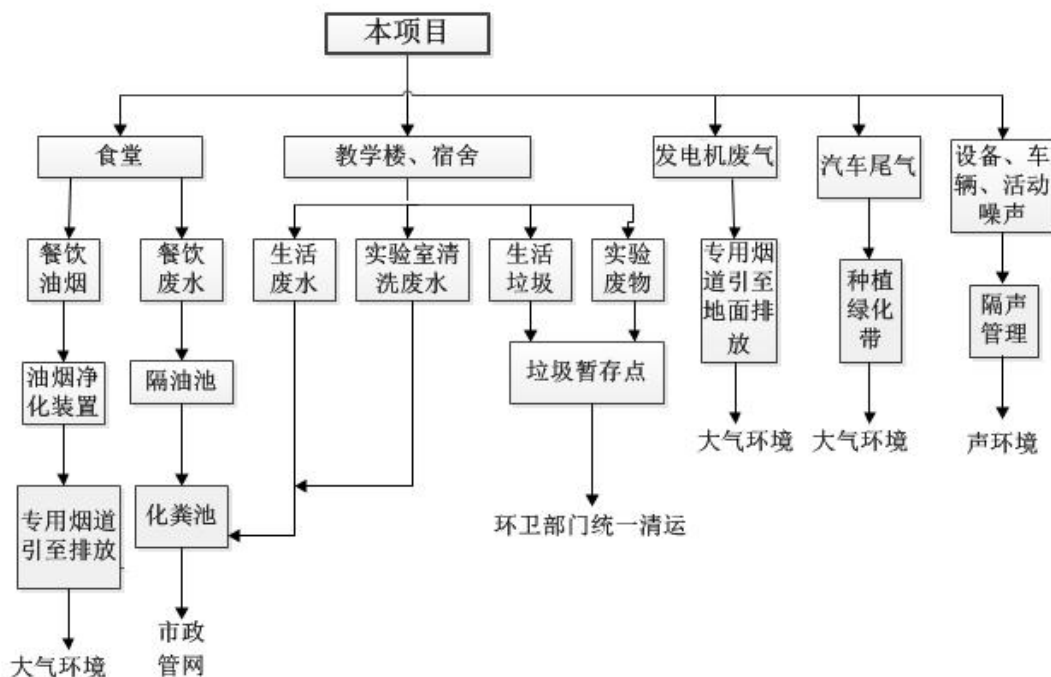 本项目
食堂
教学楼、宿舍
发电机废气
汽车尾气
设备、车
辆、活动
噪声
餐饮
油烟
餐饮
废水
生活
废水
实验室清
洗废水
生活
垃圾
实验
废物
专用烟
道引至
地面排
放
种植
绿化
带
隔声
管理
油烟净
化装置
隔油池
垃圾暂存点
大气环境
大气环境
声环境
专用烟道
引至排放
化粪池
环卫部门统一清运
市政
管网
大气环境